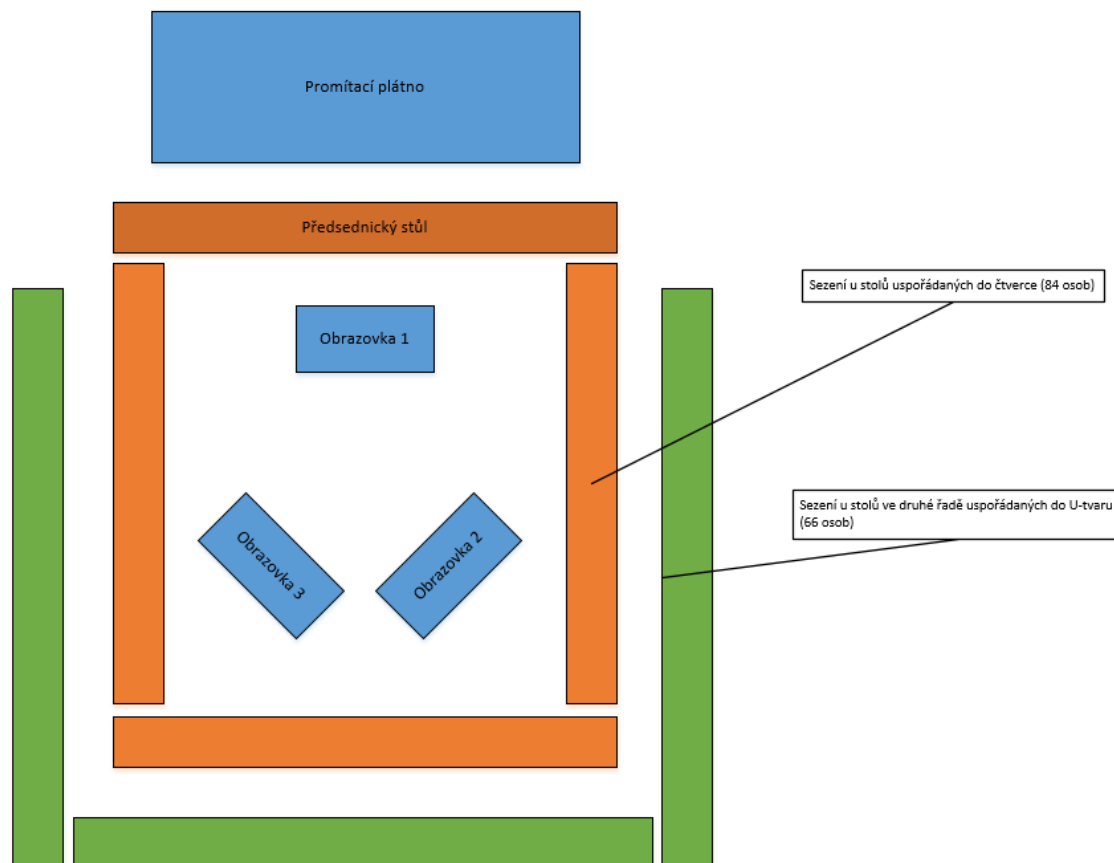 Promítací plátno
Předsednický stůl
Sezení u stolů uspořádaných do čtverce (84 osob)
Obrazovka 1
Sezení u stolů ve druhé řadě uspořádaných do U-tvaru
(66 osob)
Obrazovka 3
Obrazovka 2